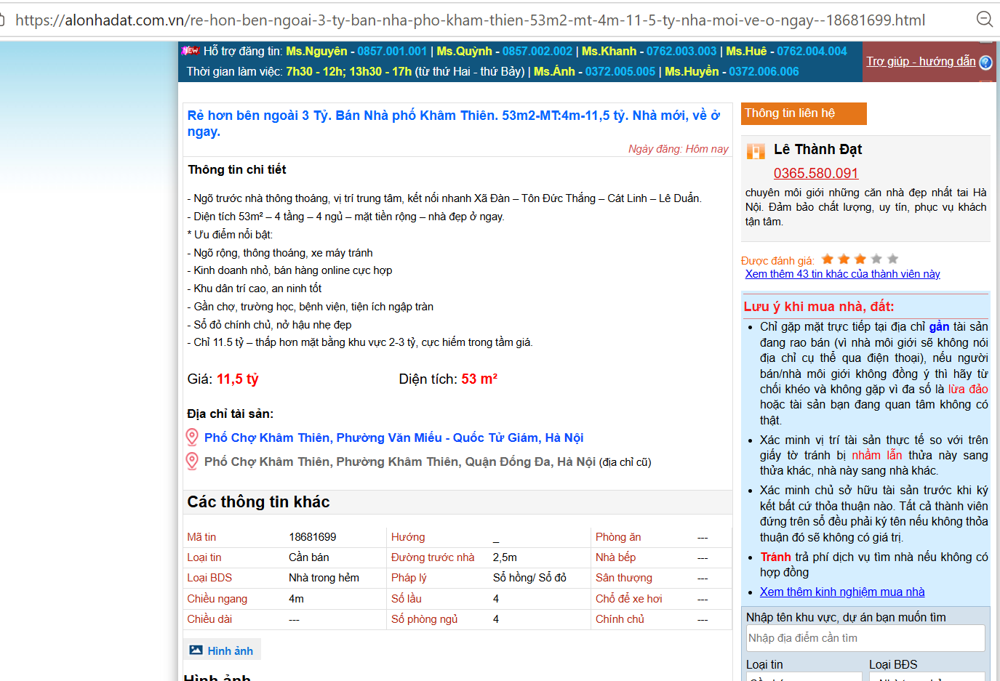 https://alonhadat.com.vn/re-hon-ben-ngoai-3-ty-ban-nha-pho-kham-thien-53m2-mt-4m-11-5-ty-nha-moi-ve-o-ngay--18681699.html
NEW Hỗ trợ đăng tin: Ms.Nguyên - 0857.001.001 | Ms.Quỳnh - 0857.002.002 | Ms.Khanh - 0762.003.003 | Ms.Huê - 0762.004.004
Thời gian làm việc: 7h30 - 12h; 13h30 - 17h (từ thứ Hai - thứ Bảy) | Ms.Ánh - 0372.005.005 | Ms.Huyền - 0372.006.006
Trợ giúp - hướng dẫn ?
Rẻ hơn bên ngoài 3 Tỷ. Bán Nhà phố Khâm Thiên. 53m2-MT:4m-11,5 tỷ. Nhà mới, về ở
ngay.
Ngày đăng: Hôm nay
Thông tin chi tiết
- Ngõ trước nhà thông thoáng, vị trí trung tâm, kết nối nhanh Xã Đàn – Tôn Đức Thắng – Cát Linh – Lê Duẩn.
- Diện tích 53m² – 4 tầng – 4 ngủ – mặt tiền rộng – nhà đẹp ở ngay.
* Ưu điểm nổi bật:
- Ngõ rộng, thông thoáng, xe máy tránh
- Kinh doanh nhỏ, bán hàng online cực hợp
- Khu dân trí cao, an ninh tốt
- Gần chợ, trường học, bệnh viện, tiện ích ngập tràn
- Sổ đỏ chính chủ, nở hậu nhẹ đẹp
- Chỉ 11.5 tỷ – thấp hơn mặt bằng khu vực 2-3 tỷ, cực hiếm trong tầm giá.
Giá: 11,5 tỷ
Diện tích: 53 m²
Địa chỉ tài sản:
Phố Chợ Khâm Thiên, Phường Văn Miếu - Quốc Tử Giám, Hà Nội
Phố Chợ Khâm Thiên, Phường Khâm Thiên, Quận Đống Đa, Hà Nội (địa chỉ cũ)
Các thông tin khác
Mã tin 18681699 Hướng _ Phòng ăn ---
Loại tin Cần bán Đường trước nhà 2,5m Nhà bếp ---
Loại BDS Nhà trong hẻm Pháp lý Sổ hồng/ Sổ đỏ Sân thượng ---
Chiều ngang 4m Số lầu 4 Chổ để xe hơi ---
Chiều dài --- Số phòng ngủ 4 Chính chủ ---
Hình ảnh
Hình ảnh
Thông tin liên hệ
Lê Thành Đạt
0365.580.091
chuyên môi giới những căn nhà đẹp nhất tai Hà
Nội. Đảm bảo chất lượng, uy tín, phục vụ khách
tận tâm.
Được đánh giá:
Xem thêm 43 tin khác của thành viên này
Lưu ý khi mua nhà, đất:
• Chỉ gặp mặt trực tiếp tại địa chỉ gần tài sản
đang rao bán (vì nhà môi giới sẽ không nói
địa chỉ cụ thể qua điện thoại), nếu người
bán/nhà môi giới không đồng ý thì hãy từ
chối khéo và không gặp vì đa số là lừa đảo
hoặc tài sản bạn đang quan tâm không có
thật.
• Xác minh vị trí tài sản thực tế so với trên
giấy tờ tránh bị nhầm lẫn thửa này sang
thửa khác, nhà này sang nhà khác.
• Xác minh chủ sở hữu tài sản trước khi ký
kết bất cứ thỏa thuận nào. Tất cả thành viên
đứng trên sổ đều phải ký tên nếu không thỏa
thuận đó sẽ không có giá trị.
• Tránh trả phí dịch vụ tìm nhà nếu không có
hợp đồng
• Xem thêm kinh nghiệm mua nhà
Nhập tên khu vực, dự án bạn muốn tìm
Nhập địa điểm cần tìm
Loại tin Loại BĐS